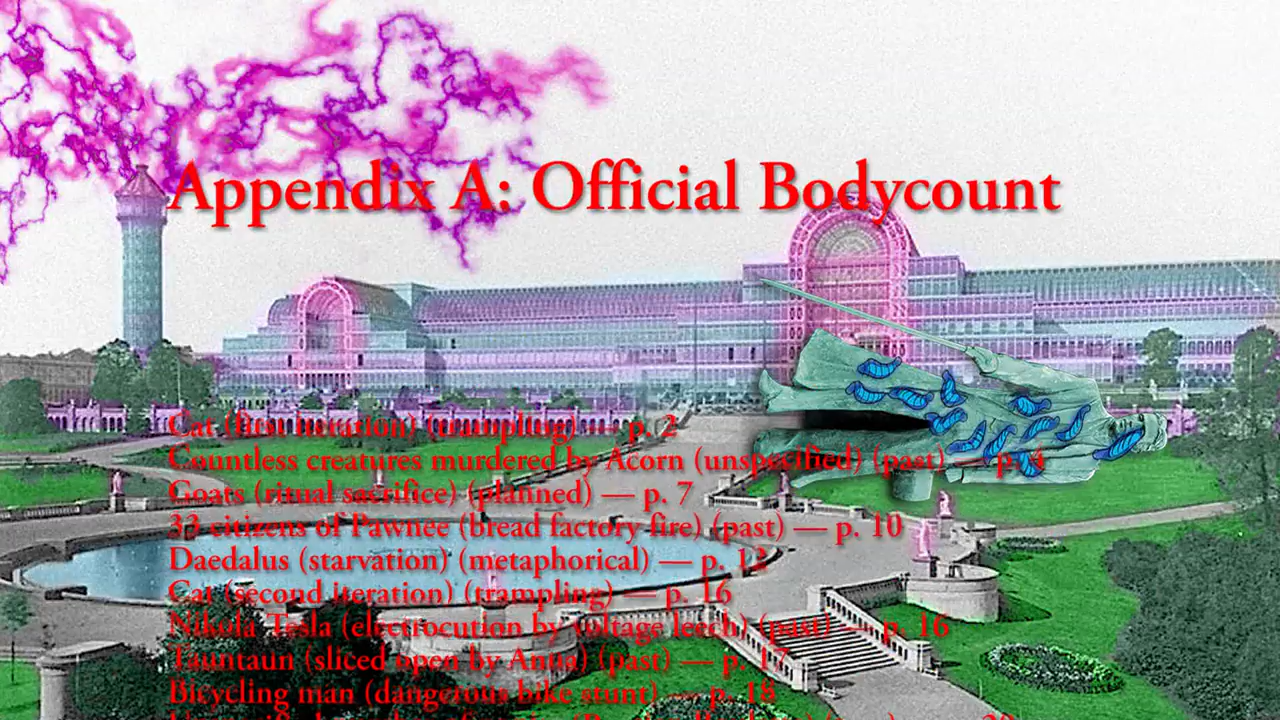 Appendix A: Official Bodycount
Cat (first iteration) (trampling) — p. 2
Countless creatures murdered by Acorn (unspecified) (past) — p. 4
Goats (ritual sacrifice) (planned) — p. 7
33 citizens of Pawnee (bread factory fire) (past) — p. 10
Daedalus (starvation) (metaphorical) — p. 12
Cat (second iteration) (trampling) — p. 16
Nikola Tesla (electrocution by voltage leech) (past) — p. 16
Tauntaun (sliced open by Anna) (past) — p. 17
Bicycling man (dangerous bike stunt) — p. 18